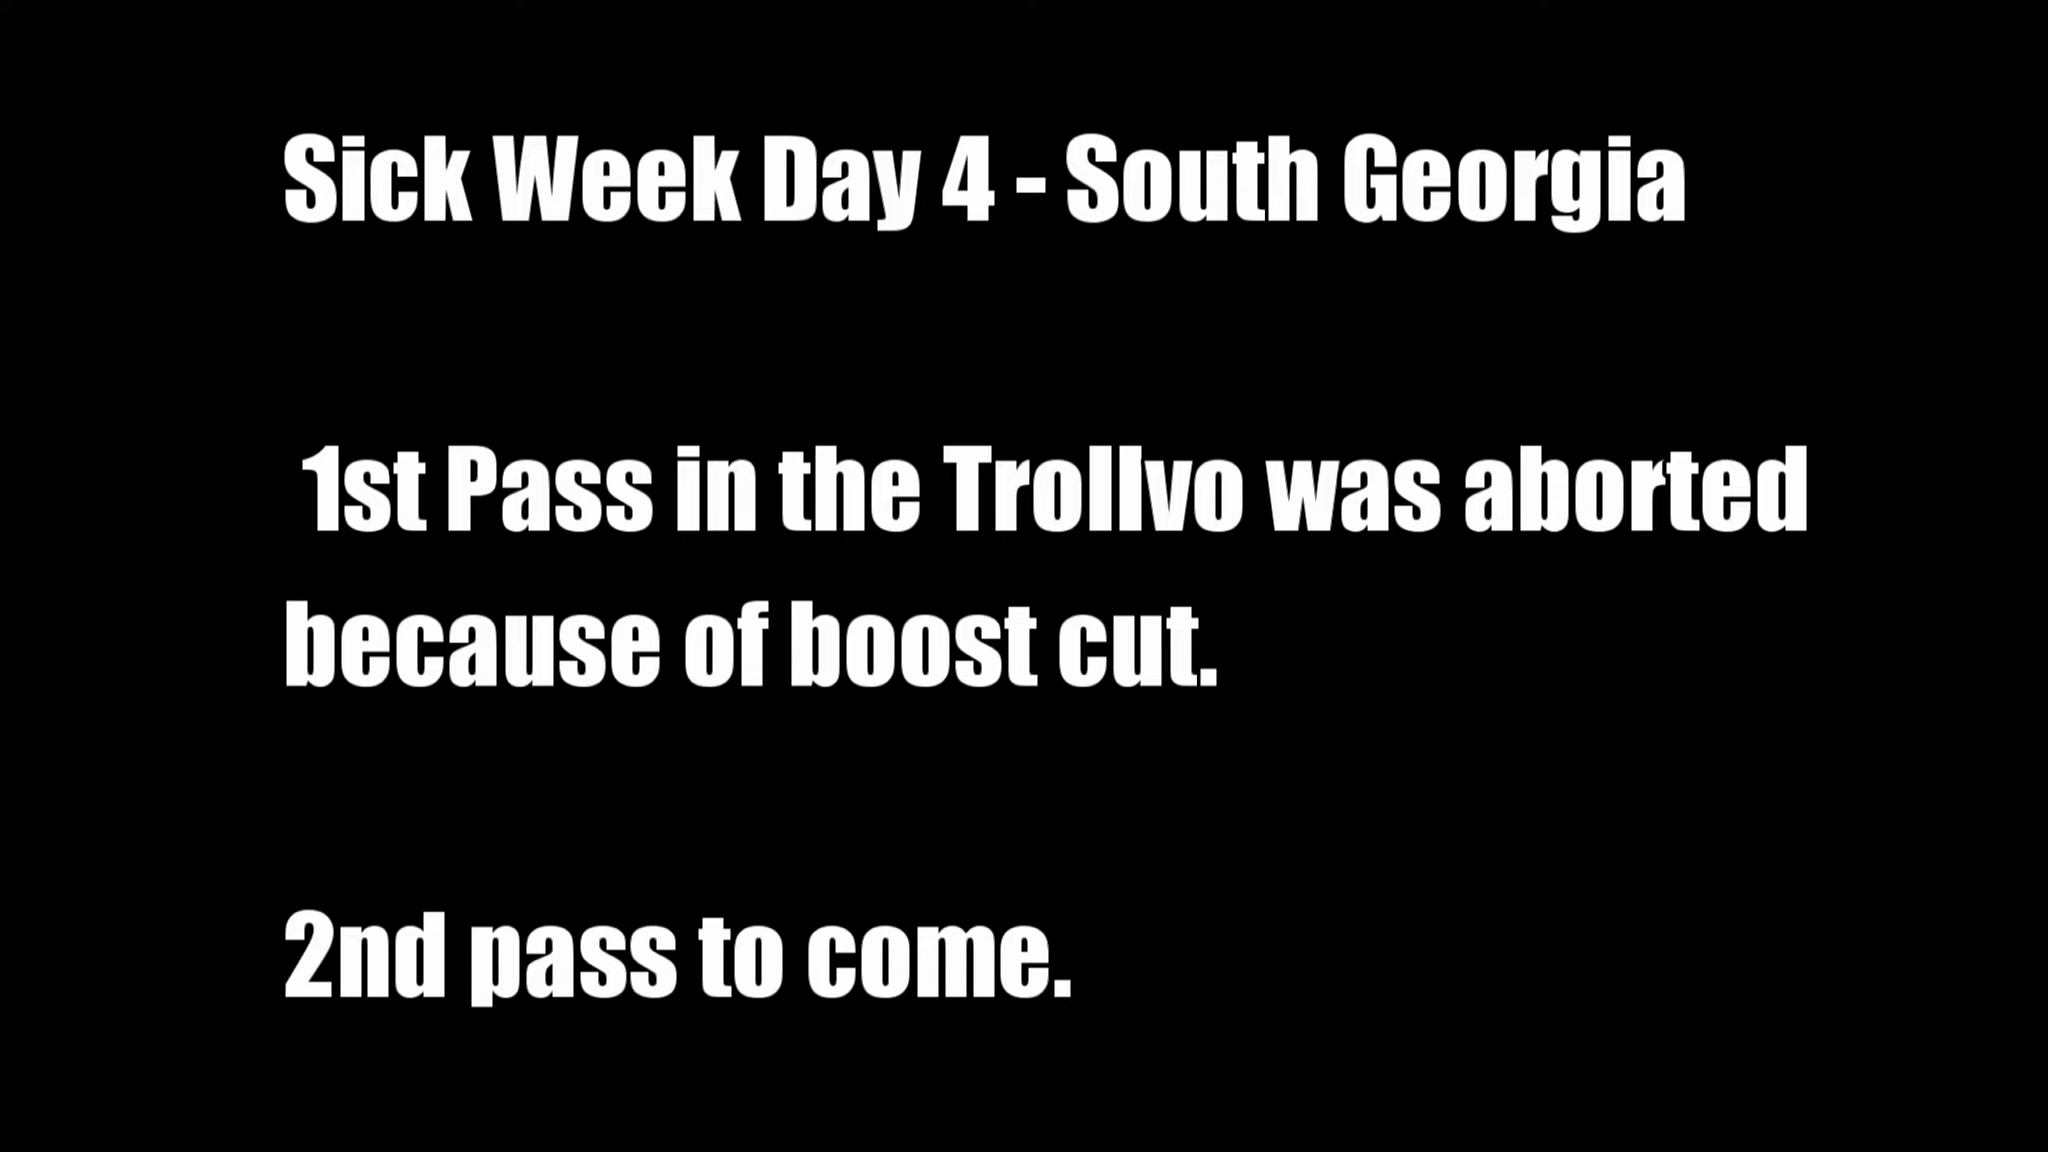 Sick Week Day 4 - South Georgia
1st Pass in the Trollvo was aborted
because of boost cut.
2nd pass to come.